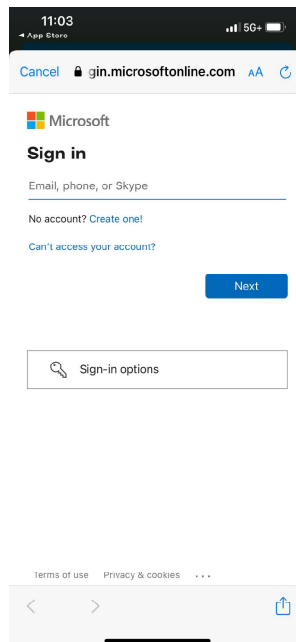 11:03
5G+
◄ App Store
Cancel gin.microsoftonline.com AA
Microsoft
Sign in
Email, phone, or Skype
No account? Create one!
Can't access your account?
Next
Sign-in options
Terms of use Privacy & cookies ...